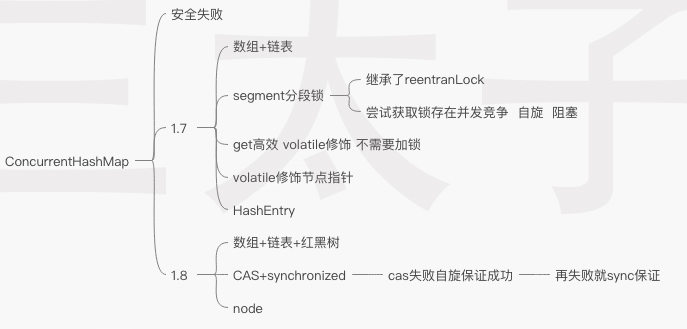 安全失败
数组+链表
继承了reentranLock
segment分段锁
尝试获取锁存在并发竞争 自旋 阻塞
1.7
get高效 volatile修饰 不需要加锁
ConcurrentHashMap
volatile修饰节点指针
HashEntry
数组+链表+红黑树
1.8
CAS+synchronized
cas失败自旋保证成功
再失败就sync保证
node
三太子